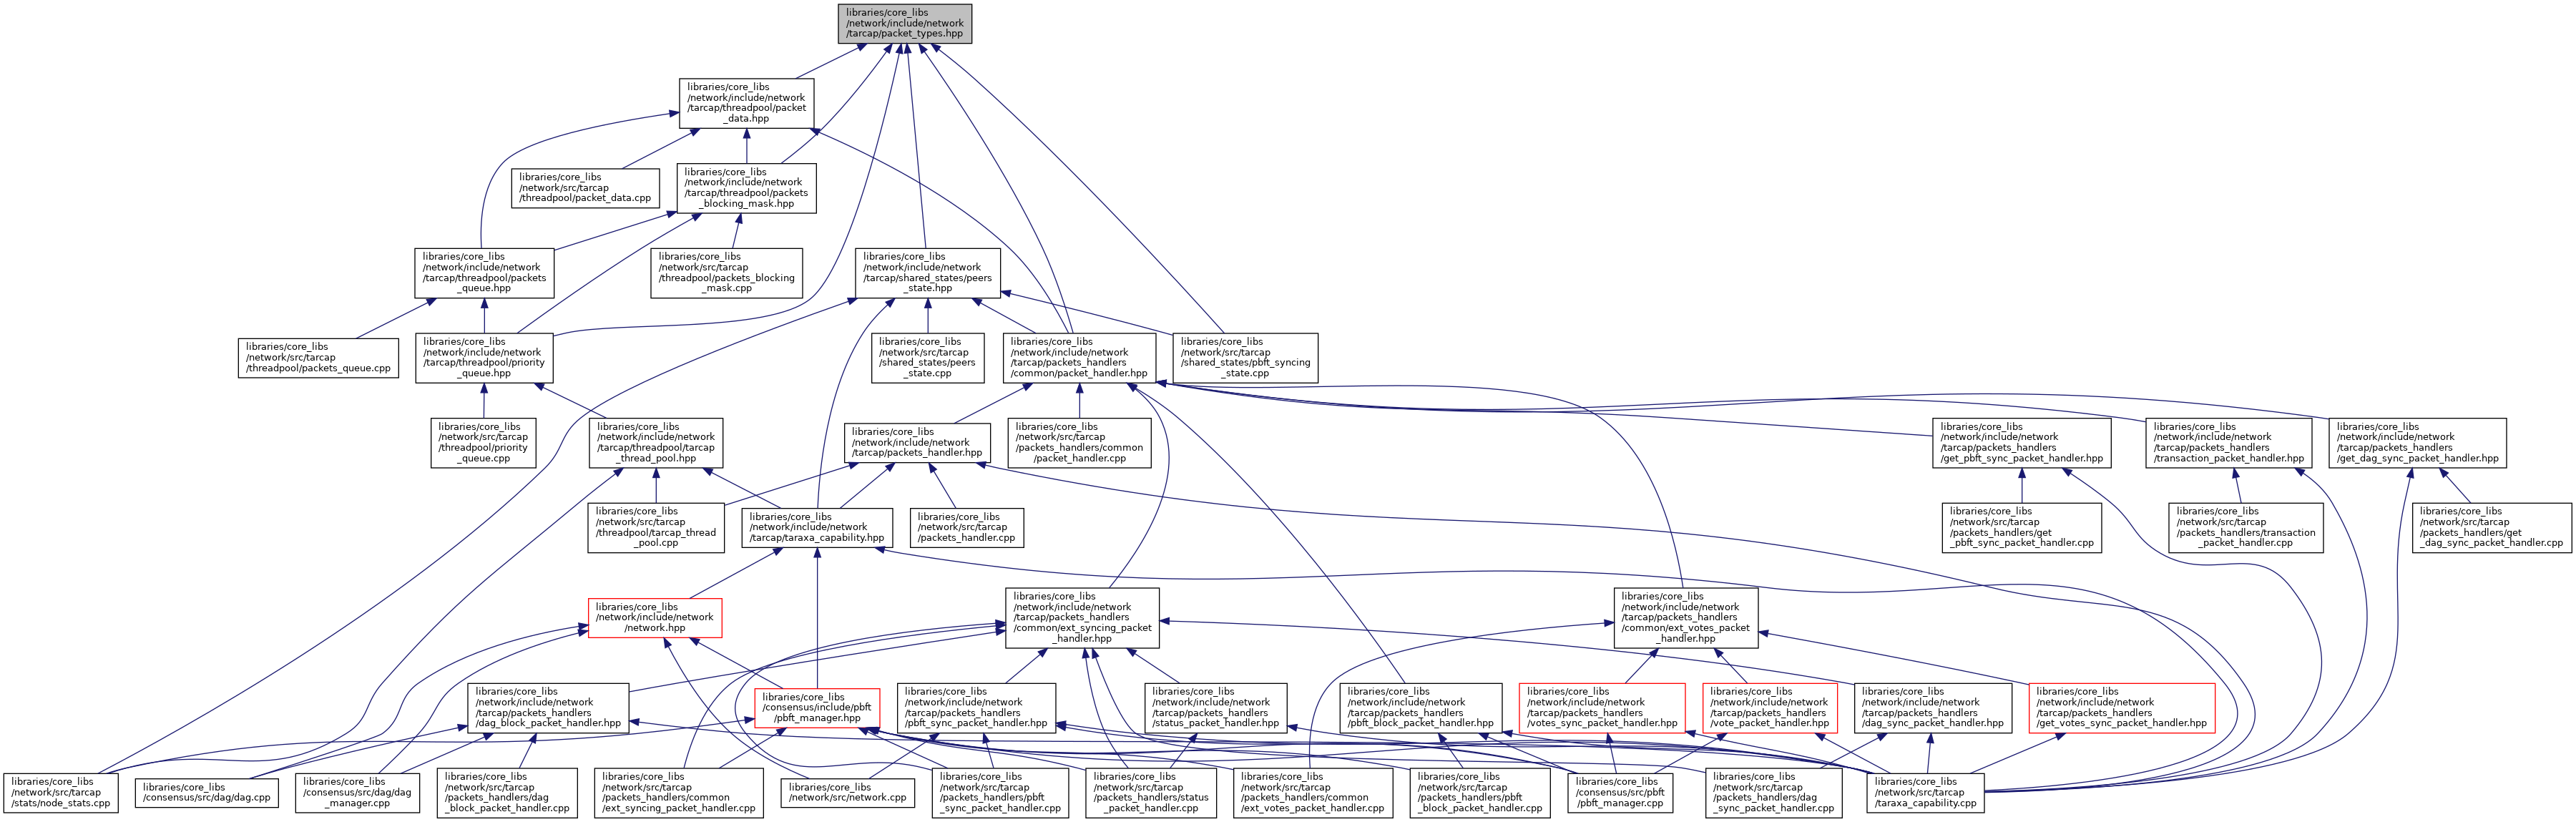 libraries/core_libs
/network/include/network
/tarcap/packet_types.hpp
libraries/core_libs
/network/include/network
/tarcap/threadpool/packet
_data.hpp
libraries/core_libs
/network/src/tarcap
/threadpool/packet_data.cpp
libraries/core_libs
/network/include/network
/tarcap/threadpool/packets
_blocking_mask.hpp
libraries/core_libs
/network/include/network
/tarcap/threadpool/packets
_queue.hpp
libraries/core_libs
/network/src/tarcap
/threadpool/packets_blocking
_mask.cpp
libraries/core_libs
/network/include/network
/tarcap/shared_states/peers
_state.hpp
libraries/core_libs
/network/src/tarcap
/threadpool/packets_queue.cpp
libraries/core_libs
/network/include/network
/tarcap/threadpool/priority
_queue.hpp
libraries/core_libs
/network/src/tarcap
/shared_states/peers
_state.cpp
libraries/core_libs
/network/include/network
/tarcap/packets_handlers
/common/packet_handler.hpp
libraries/core_libs
/network/src/tarcap
/shared_states/pbft_syncing
_state.cpp
libraries/core_libs
/network/src/tarcap
/threadpool/priority
_queue.cpp
libraries/core_libs
/network/include/network
/tarcap/threadpool/tarcap
_thread_pool.hpp
libraries/core_libs
/network/include/network
/tarcap/packets_handler.hpp
libraries/core_libs
/network/src/tarcap
/packets_handlers/common
/packet_handler.cpp
libraries/core_libs
/network/include/network
/tarcap/packets_handlers
/get_pbft_sync_packet_handler.hpp
libraries/core_libs
/network/include/network
/tarcap/packets_handlers
/transaction_packet_handler.hpp
libraries/core_libs
/network/include/network
/tarcap/packets_handlers
/get_dag_sync_packet_handler.hpp
libraries/core_libs
/network/src/tarcap
/threadpool/tarcap_thread
_pool.cpp
libraries/core_libs
/network/include/network
/tarcap/taraxa_capability.hpp
libraries/core_libs
/network/src/tarcap
/packets_handler.cpp
libraries/core_libs
/network/src/tarcap
/packets_handlers/get
_pbft_sync_packet_handler.cpp
libraries/core_libs
/network/src/tarcap
/packets_handlers/transaction
_packet_handler.cpp
libraries/core_libs
/network/src/tarcap
/packets_handlers/get
_dag_sync_packet_handler.cpp
libraries/core_libs
/network/include/network
/network.hpp
libraries/core_libs
/network/include/network
/tarcap/packets_handlers
/common/ext_syncing_packet
_handler.hpp
libraries/core_libs
/network/include/network
/tarcap/packets_handlers
/common/ext_votes_packet
_handler.hpp
libraries/core_libs
/network/include/network
/tarcap/packets_handlers
/dag_block_packet_handler.hpp
libraries/core_libs
/consensus/include/pbft
/pbft_manager.hpp
libraries/core_libs
/network/include/network
/tarcap/packets_handlers
/pbft_sync_packet_handler.hpp
libraries/core_libs
/network/include/network
/tarcap/packets_handlers
/status_packet_handler.hpp
libraries/core_libs
/network/include/network
/tarcap/packets_handlers
/pbft_block_packet_handler.hpp
libraries/core_libs
/network/include/network
/tarcap/packets_handlers
/votes_sync_packet_handler.hpp
libraries/core_libs
/network/include/network
/tarcap/packets_handlers
/vote_packet_handler.hpp
libraries/core_libs
/network/include/network
/tarcap/packets_handlers
/dag_sync_packet_handler.hpp
libraries/core_libs
/network/include/network
/tarcap/packets_handlers
/get_votes_sync_packet_handler.hpp
libraries/core_libs
/network/src/tarcap
/stats/node_stats.cpp
libraries/core_libs
/consensus/src/dag/dag.cpp
libraries/core_libs
/consensus/src/dag/dag
_manager.cpp
libraries/core_libs
/network/src/tarcap
/packets_handlers/dag
_block_packet_handler.cpp
libraries/core_libs
/network/src/tarcap
/packets_handlers/common
/ext_syncing_packet_handler.cpp
libraries/core_libs
/network/src/network.cpp
libraries/core_libs
/network/src/tarcap
/packets_handlers/pbft
_sync_packet_handler.cpp
libraries/core_libs
/network/src/tarcap
/packets_handlers/status
_packet_handler.cpp
libraries/core_libs
/network/src/tarcap
/packets_handlers/common
/ext_votes_packet_handler.cpp
libraries/core_libs
/network/src/tarcap
/packets_handlers/pbft
_block_packet_handler.cpp
libraries/core_libs
/consensus/src/pbft
/pbft_manager.cpp
libraries/core_libs
/network/src/tarcap
/packets_handlers/dag
_sync_packet_handler.cpp
libraries/core_libs
/network/src/tarcap
/taraxa_capability.cpp